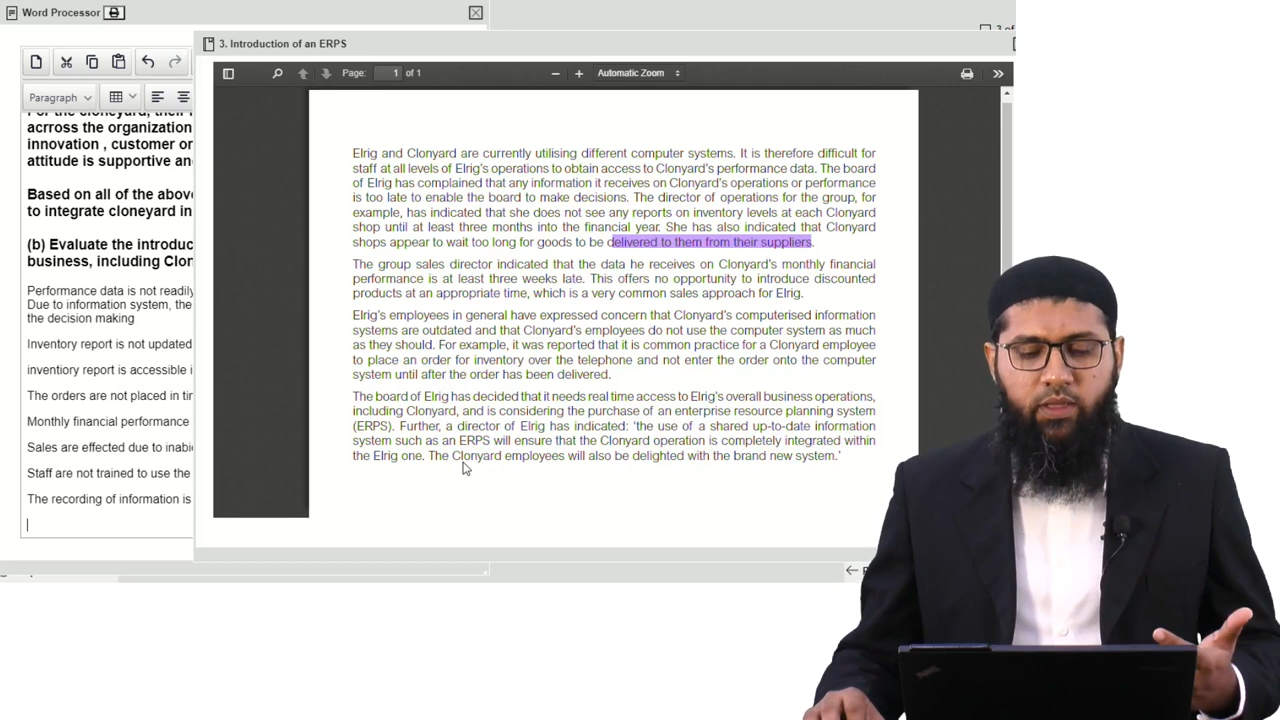 Word Processor
3 of
3. Introduction of an ERPS
Page: 1 of 1
Automatic Zoom
Paragraph
acrross the organization
innovation , customer or
attitude is supportive an
Based on all of the above
to integrate cloneyard in
(b) Evaluate the introduc
business, including Clon
Performance data is not readily
Due to information system, the
the decision making
Inventory report is not updated
inventiory report is accessible i
The orders are not placed in tin
Monthly financial performance
Sales are effected due to inabi
Staff are not trained to use the
The recording of information is
Elrig and Clonyard are currently utilising different computer systems. It is therefore difficult for
staff at all levels of Elrig's operations to obtain access to Clonyard's performance data. The board
of Elrig has complained that any information it receives on Clonyard's operations or performance
is too late to enable the board to make decisions. The director of operations for the group, for
example, has indicated that she does not see any reports on inventory levels at each Clonyard
shop until at least three months into the financial year. She has also indicated that Clonyard
shops appear to wait too long for goods to be delivered to them from their suppliers.
The group sales director indicated that the data he receives on Clonyard's monthly financial
performance is at least three weeks late. This offers no opportunity to introduce discounted
products at an appropriate time, which is a very common sales approach for Elrig.
Elrig's employees in general have expressed concern that Clonyard's computerised information
systems are outdated and that Clonyard's employees do not use the computer system as much
as they should. For example, it was reported that it is common practice for a Clonyard employee
to place an order for inventory over the telephone and not enter the order onto the computer
system until after the order has been delivered.
The board of Elrig has decided that it needs real time access to Elrig's overall business operations,
including Clonyard, and is considering the purchase of an enterprise resource planning system
(ERPS). Further, a director of Elrig has indicated: 'the use of a shared up-to-date information
system such as an ERPS will ensure that the Clonyard operation is completely integrated within
the Elrig one. The Clonyard employees will also be delighted with the brand new system.'